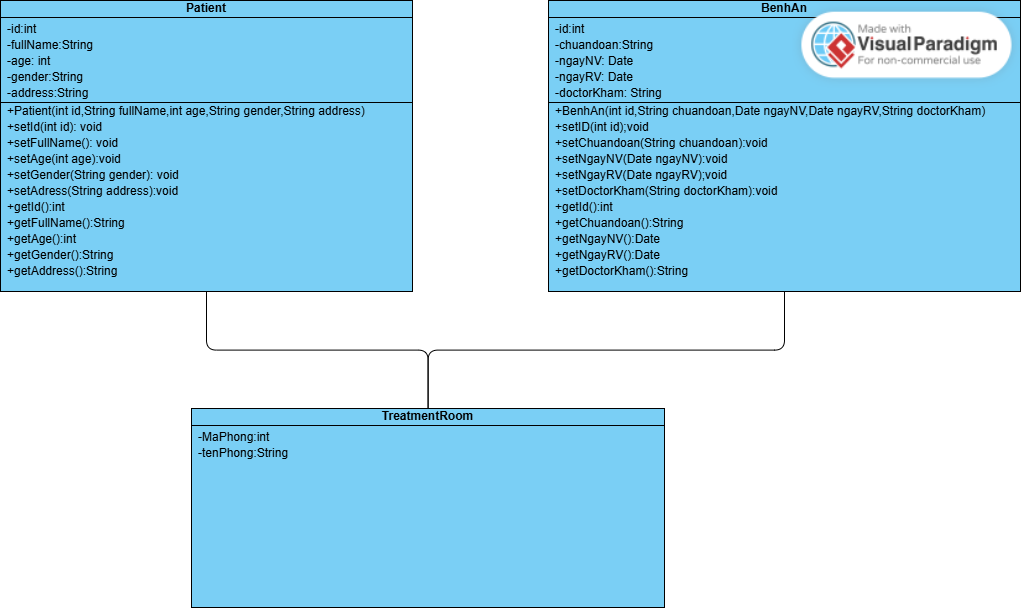 Patient
-id:int
-fullName:String
-age: int
-gender:String
-address:String
+Patient(int id,String fullName,int age,String gender,String address)
+setId(int id): void
+setFullName(): void
+setAge(int age):void
+setGender(String gender): void
+setAdress(String address):void
+getId():int
+getFullName():String
+getAge():int
+getGender():String
+getAddress():String
BenhAn
-id:int
-chuandoan:String
-ngayNV: Date
-ngayRV: Date
-doctorKham: String
+BenhAn(int id,String chuandoan,Date ngayNV,Date ngayRV,String doctorKham)
+setID(int id);void
+setChuandoan(String chuandoan):void
+setNgayNV(Date ngayNV):void
+setNgayRV(Date ngayRV);void
+setDoctorKham(String doctorKham):void
+getId():int
+getChuandoan():String
+getNgayNV():Date
+getNgayRV():Date
+getDoctorKham():String
Made with
VisualParadigm
For non-commercial use
TreatmentRoom
-MaPhong:int
-tenPhong:String